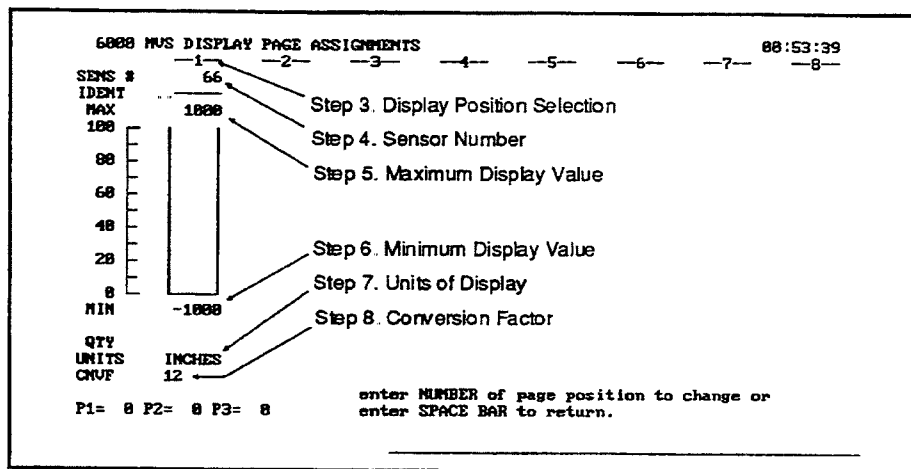 6000 MVS DISPLAY PAGE ASSIGNMENTS 08:53:39
—1— —2— —3— —4— —5— —6— —7— —8—
SENS # 66
IDENT
Step 3. Display Position Selection
MAX 1000
100
Step 4. Sensor Number
80
Step 5. Maximum Display Value
60
40
20
Step 6. Minimum Display Value
0
Step 7. Units of Display
MIN -1000
Step 8. Conversion Factor
QTY
UNITS INCHES
CNVF 12
enter NUMBER of page position to change or
P1= 0 P2= 0 P3= 0 enter SPACE BAR to return.